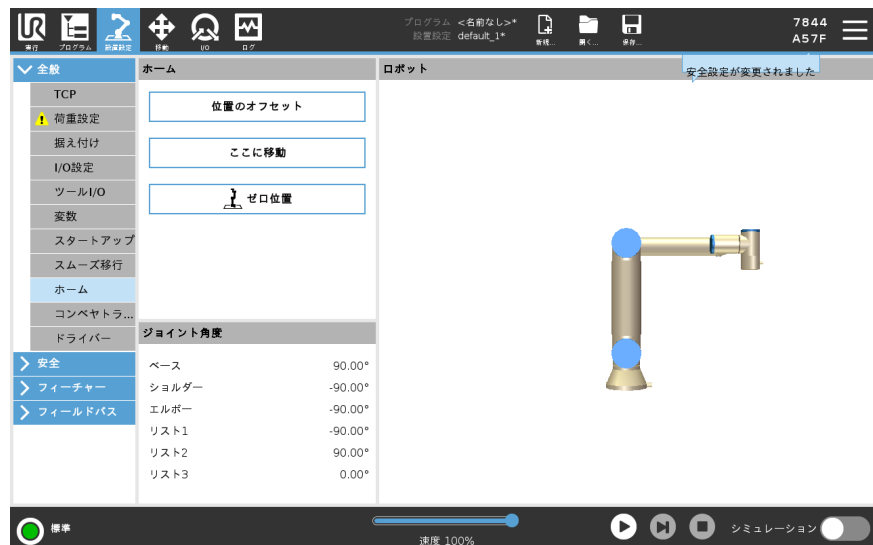 UR
実行
プログラム
設置設定
移動
I/O
ログ
プログラム <名前なし>*
設置設定 default_1*
新規...
開く...
保存...
7844
A57F
全般
TCP
荷重設定
据え付け
I/O設定
ツールI/O
変数
スタートアップ
スムーズ移行
ホーム
コンベヤトラ...
ドライバー
安全
フィーチャー
フィールドバス
ホーム
位置のオフセット
ここに移動
ゼロ位置
ジョイント角度
ベース 90.00°
ショルダー -90.00°
エルボー -90.00°
リスト1 -90.00°
リスト2 90.00°
リスト3 0.00°
ロボット
安全設定が変更されました
標準
速度 100%
シミュレーション